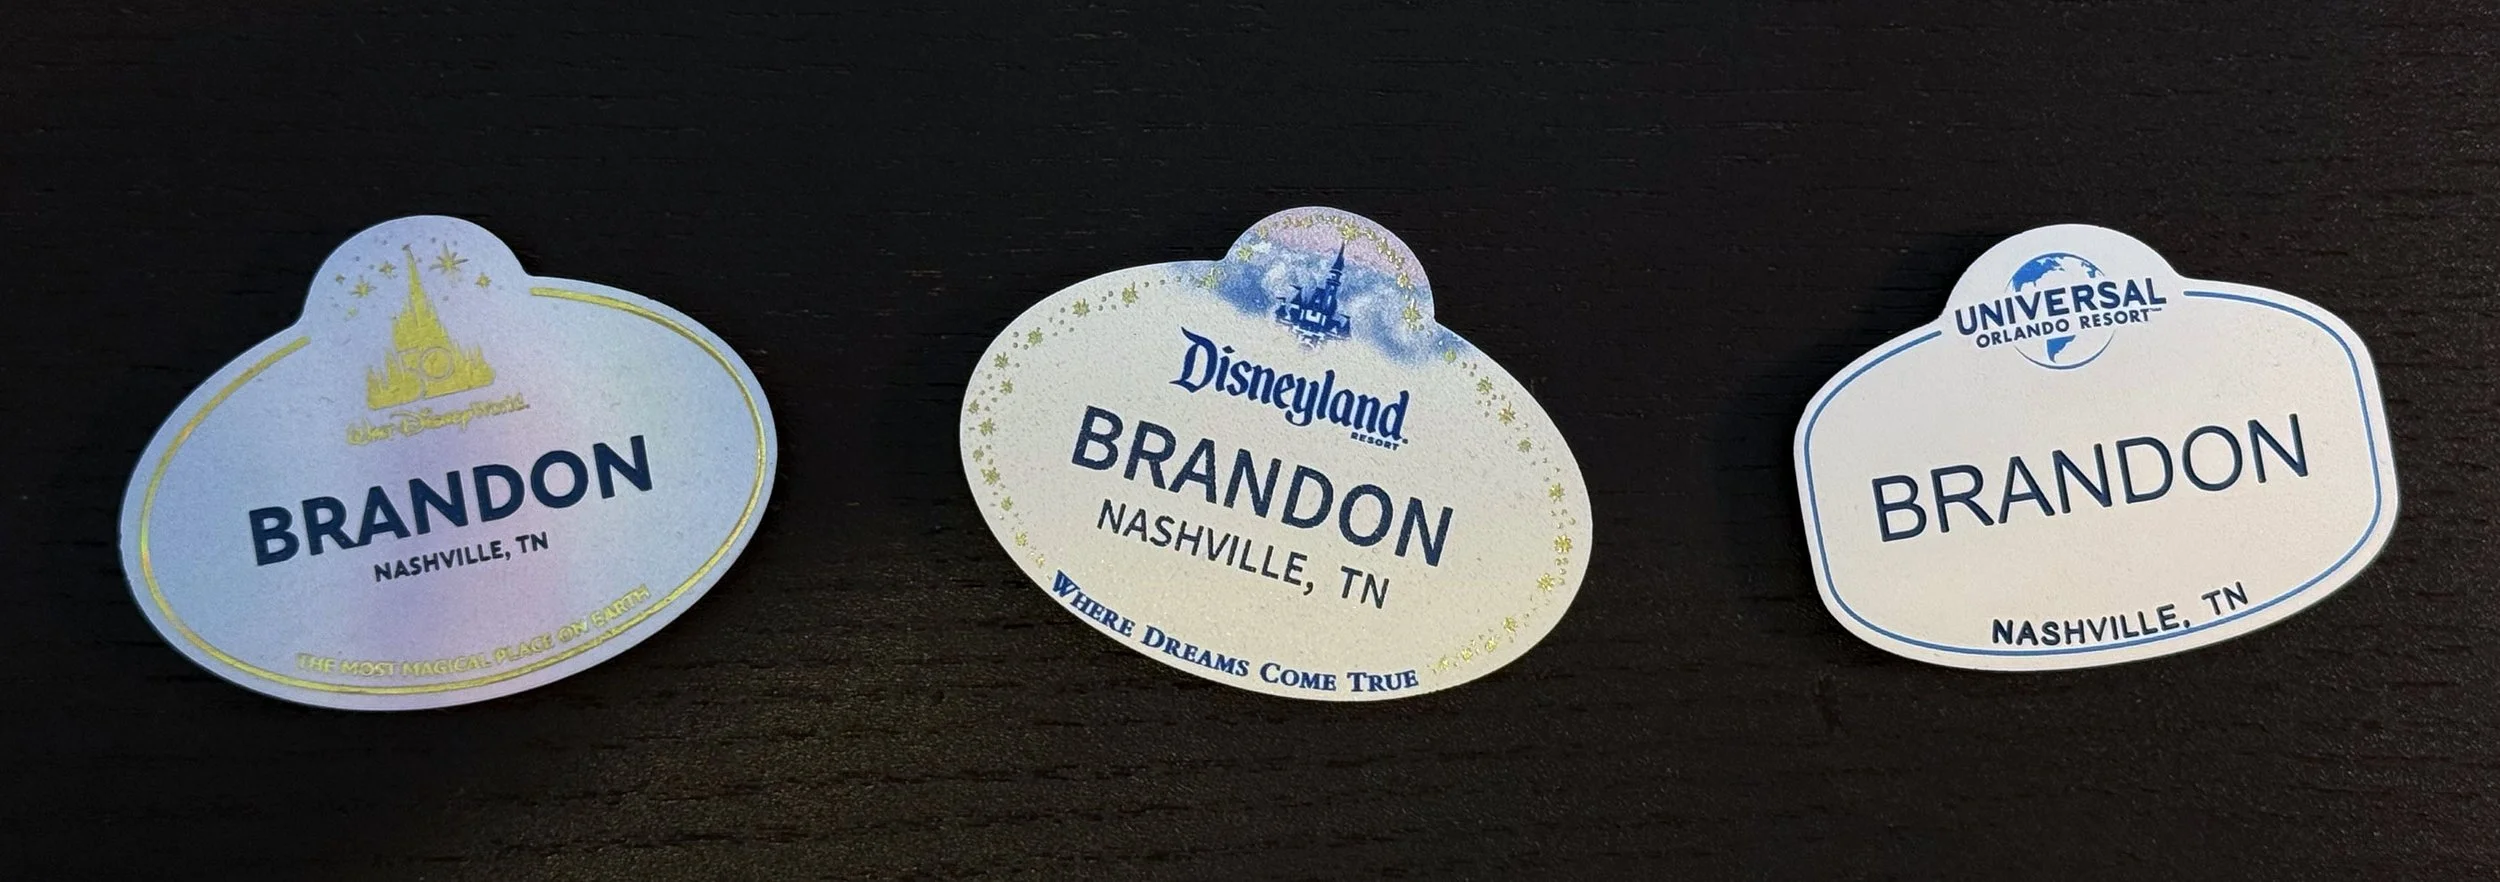 50
Walt Disney World
BRANDON
NASHVILLE, TN
THE MOST MAGICAL PLACE ON EARTH
Disneyland
RESORT®
BRANDON
NASHVILLE, TN
WHERE DREAMS COME TRUE
UNIVERSAL
ORLANDO RESORT™
BRANDON
NASHVILLE, TN